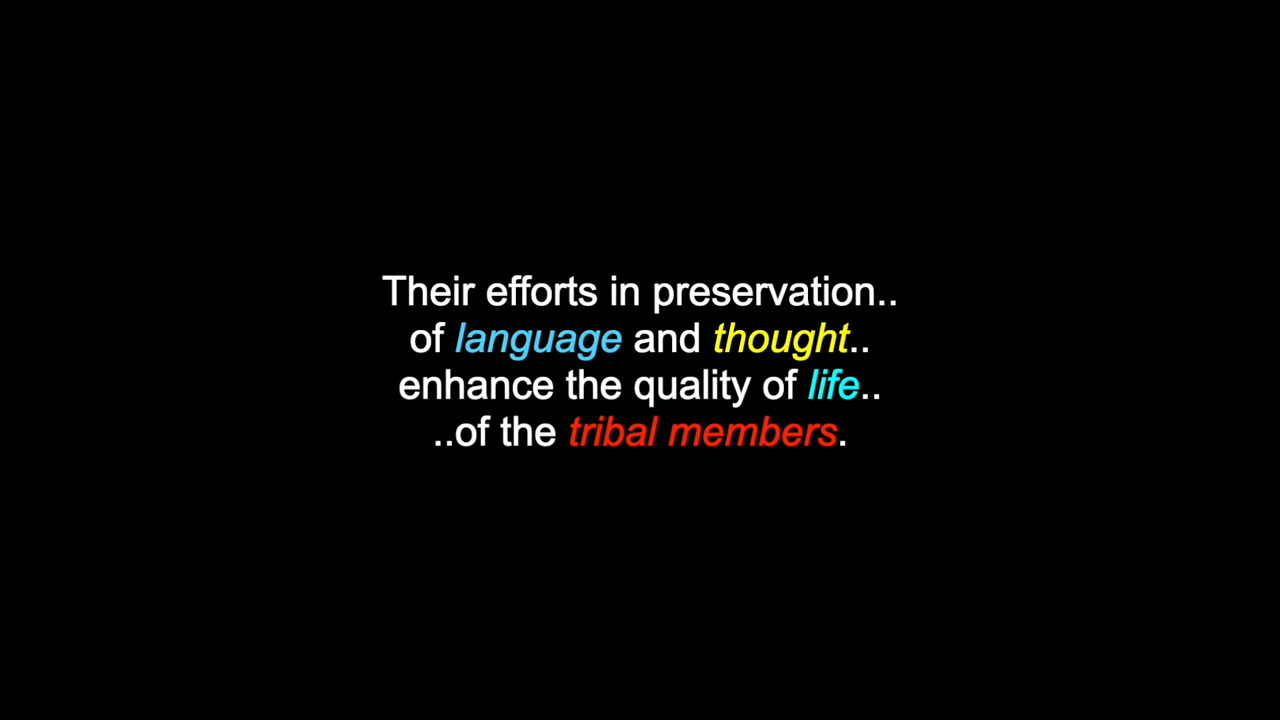 Their efforts in preservation..
of language and thought..
enhance the quality of life..
..of the tribal members.